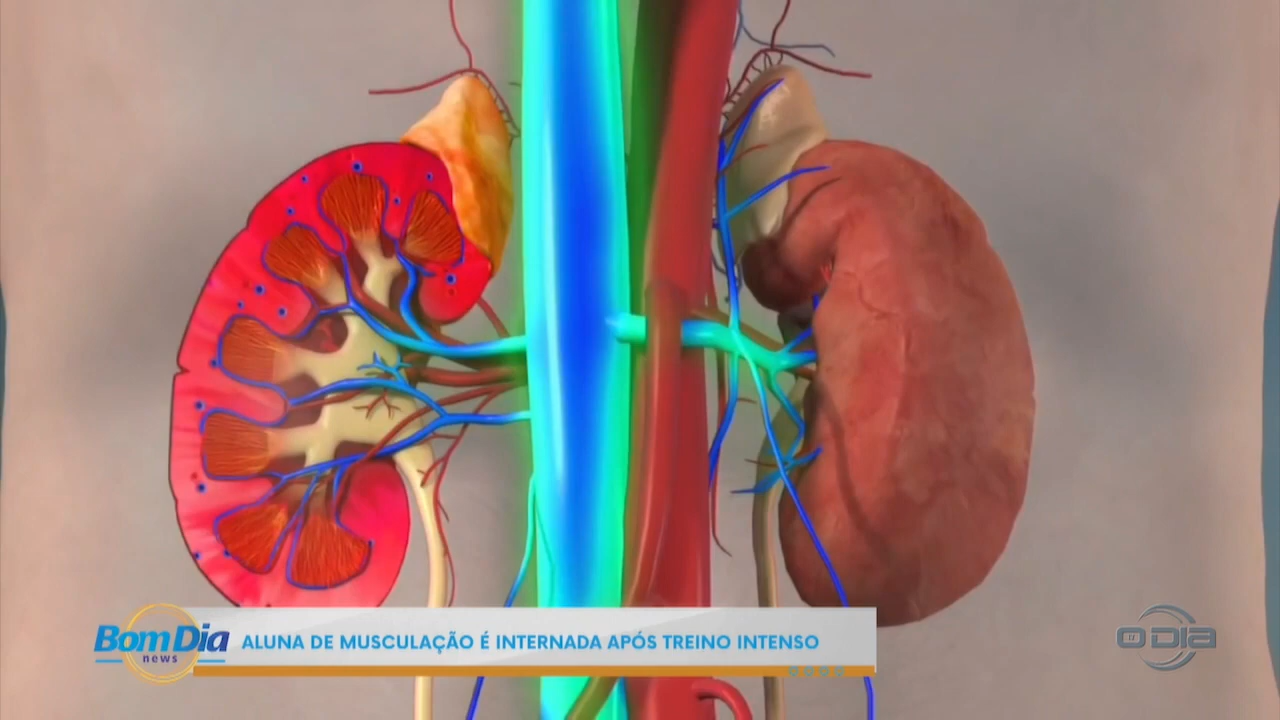 Bom Dia
news
ALUNA DE MUSCULAÇÃO É INTERNADA APÓS TREINO INTENSO
O DIA